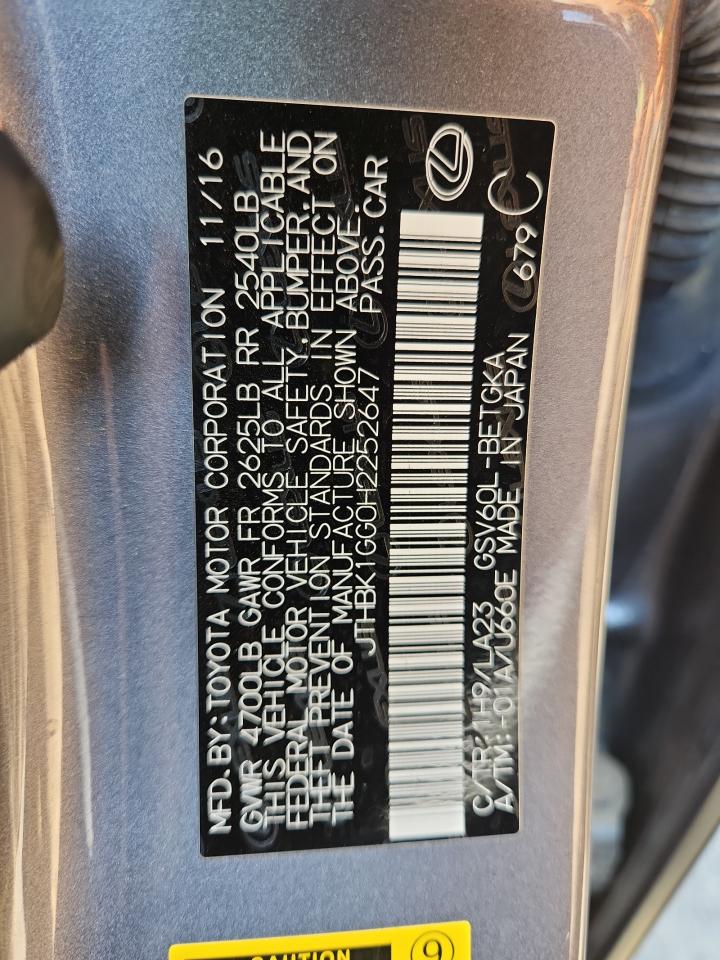 MFD. BY: TOYOTA MOTOR CORPORATION 11/16
GVWR 4700LB GAWR FR 2625LB RR 2540LB
THIS VEHICLE CONFORMS TO ALL APPLICABLE
FEDERAL MOTOR VEHICLE SAFETY, BUMPER, AND
THEFT PREVENTION STANDARDS IN EFFECT ON
THE DATE OF MANUFACTURE SHOWN ABOVE.
JTHBK1GG0H2252647 PASS. CAR
C/TR: 1H9/LA23 GSV60L-BETGKA
A/TM: -01A/U660E MADE IN JAPAN 679 C
CAUTION 9